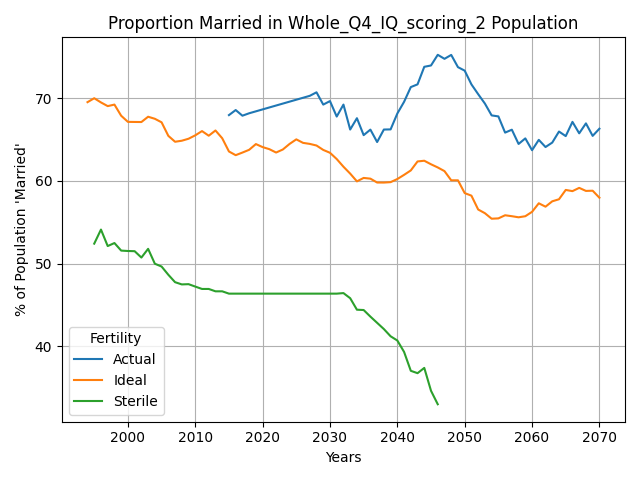 Proportion Married in Whole_Q4_IQ_scoring_2 Population
% of Population 'Married'
70
60
50
40
Fertility
Actual
Ideal
Sterile
2000 2010 2020 2030 2040 2050 2060 2070
Years